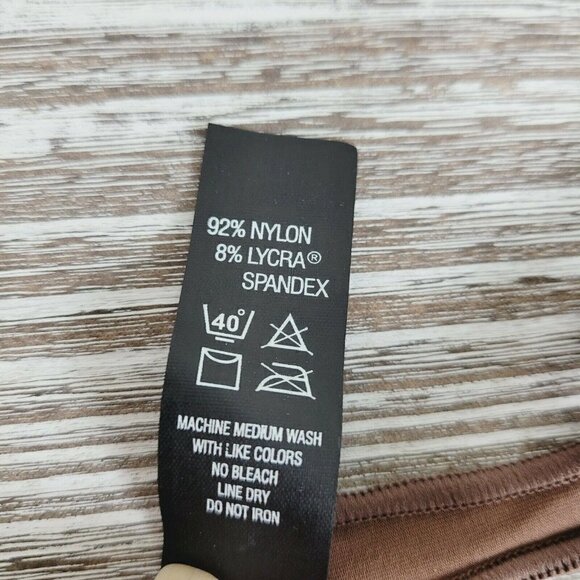 92% NYLON
8% LYCRA®
SPANDEX
40°
MACHINE MEDIUM WASH
WITH LIKE COLORS
NO BLEACH
LINE DRY
DO NOT IRON